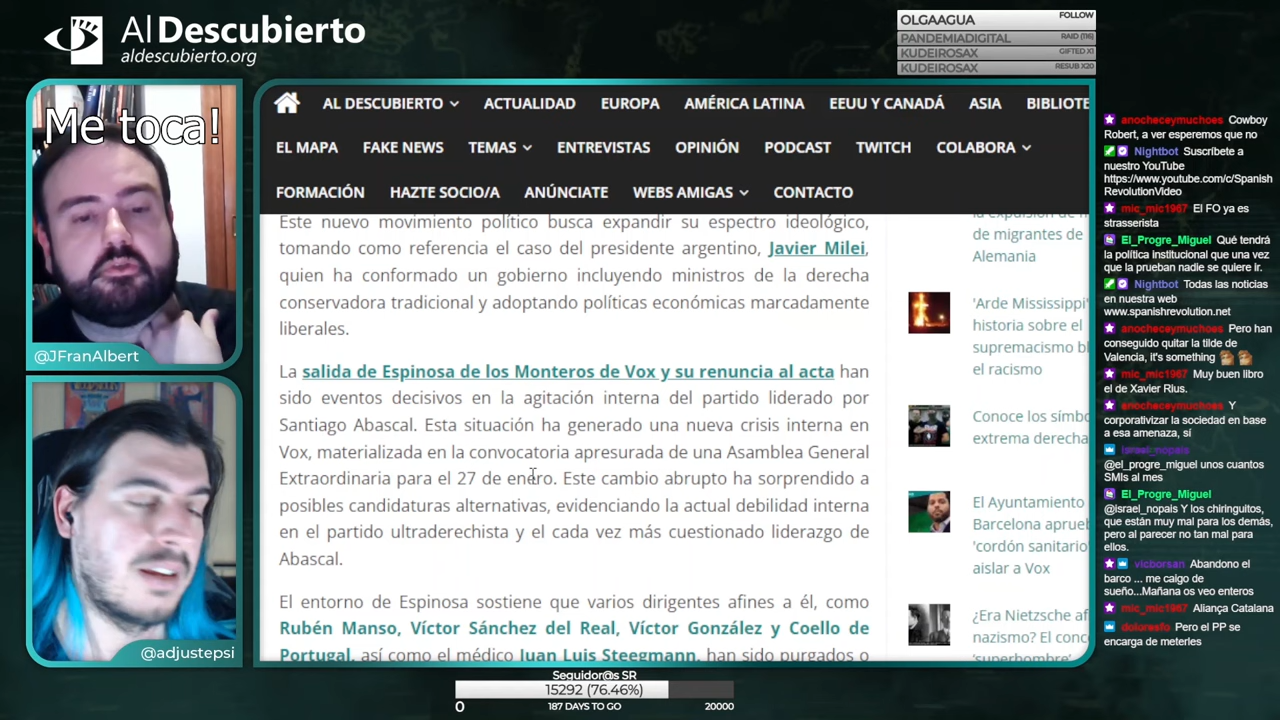 Al Descubierto
aldescubierto.org
OLGAAGUA FOLLOW
PANDEMIADIGITAL RAID (116)
KUDEIROSAX GIFTED X1
KUDEIROSAX RESUB X20
Me toca!
@JFranAlbert
@adjustepsi
AL DESCUBIERTO ACTUALIDAD EUROPA AMÉRICA LATINA EEUU Y CANADÁ ASIA BIBLIOTE
EL MAPA FAKE NEWS TEMAS ENTREVISTAS OPINIÓN PODCAST TWITCH COLABORA
FORMACIÓN HAZTE SOCIO/A ANÚNCIATE WEBS AMIGAS CONTACTO
Este nuevo movimiento político busca expandir su espectro ideológico,
tomando como referencia el caso del presidente argentino, Javier Milei,
quien ha conformado un gobierno incluyendo ministros de la derecha
conservadora tradicional y adoptando políticas económicas marcadamente
liberales.
La salida de Espinosa de los Monteros de Vox y su renuncia al acta han
sido eventos decisivos en la agitación interna del partido liderado por
Santiago Abascal. Esta situación ha generado una nueva crisis interna en
Vox, materializada en la convocatoria apresurada de una Asamblea General
Extraordinaria para el 27 de enero. Este cambio abrupto ha sorprendido a
posibles candidaturas alternativas, evidenciando la actual debilidad interna
en el partido ultraderechista y el cada vez más cuestionado liderazgo de
Abascal.
El entorno de Espinosa sostiene que varios dirigentes afines a él, como
Rubén Manso, Víctor Sánchez del Real, Víctor González y Coello de
Portugal, así como el médico Juan Luis Steegmann, han sido purgados o
de migrantes de
Alemania
'Arde Mississippi'
historia sobre el
supremacismo bl
el racismo
Conoce los símbo
extrema derecha
El Ayuntamiento
Barcelona aprue
'cordón sanitario'
aislar a Vox
¿Era Nietzsche af
nazismo? El conc
'superhombre'
anocheceymuchoes Cowboy
Robert, a ver esperemos que no
Nightbot Suscríbete a
nuestro YouTube
https://www.youtube.com/c/Spanish
RevolutionVideo
mic_mic1967 El FO ya es
strasserista
El_Progre_Miguel Qué tendrá
la política institucional que una vez
que la prueban nadie se quiere ir.
Nightbot Todas las noticias
en nuestra web
www.spanishrevolution.net
anocheceymuchoes Pero han
conseguido quitar la tilde de
Valencia, it's something
mic_mic1967 Muy buen libro
el de Xavier RIus.
anocheceymuchoes Y
corporativizar la sociedad en base
a esa amenaza, sí
israel_nopais
@el_progre_miguel unos cuantos
SMIs al mes
El_Progre_Miguel
@israel_nopais Y los chiringuitos,
que están muy mal para los demás,
pero al parecer no tan mal para
ellos.
vicborsan Abandono el
barco ... me caigo de
sueño...Mañana os veo enteros
mic_mic1967 Aliança Catalana
doloresfo Pero el PP se
encarga de meterles
Seguidor@s SR
15292 (76.46%)
0 187 DAYS TO GO 20000